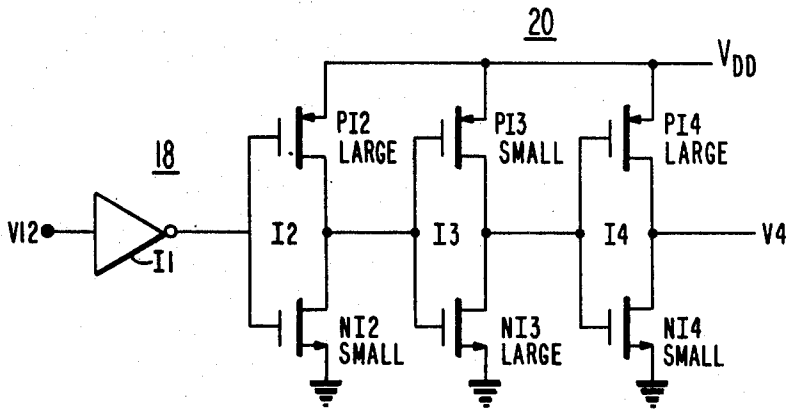 20
V_DD
PI2
LARGE
PI3
SMALL
PI4
LARGE
18
V12
I1
I2
I3
I4
V4
NI2
SMALL
NI3
LARGE
NI4
SMALL